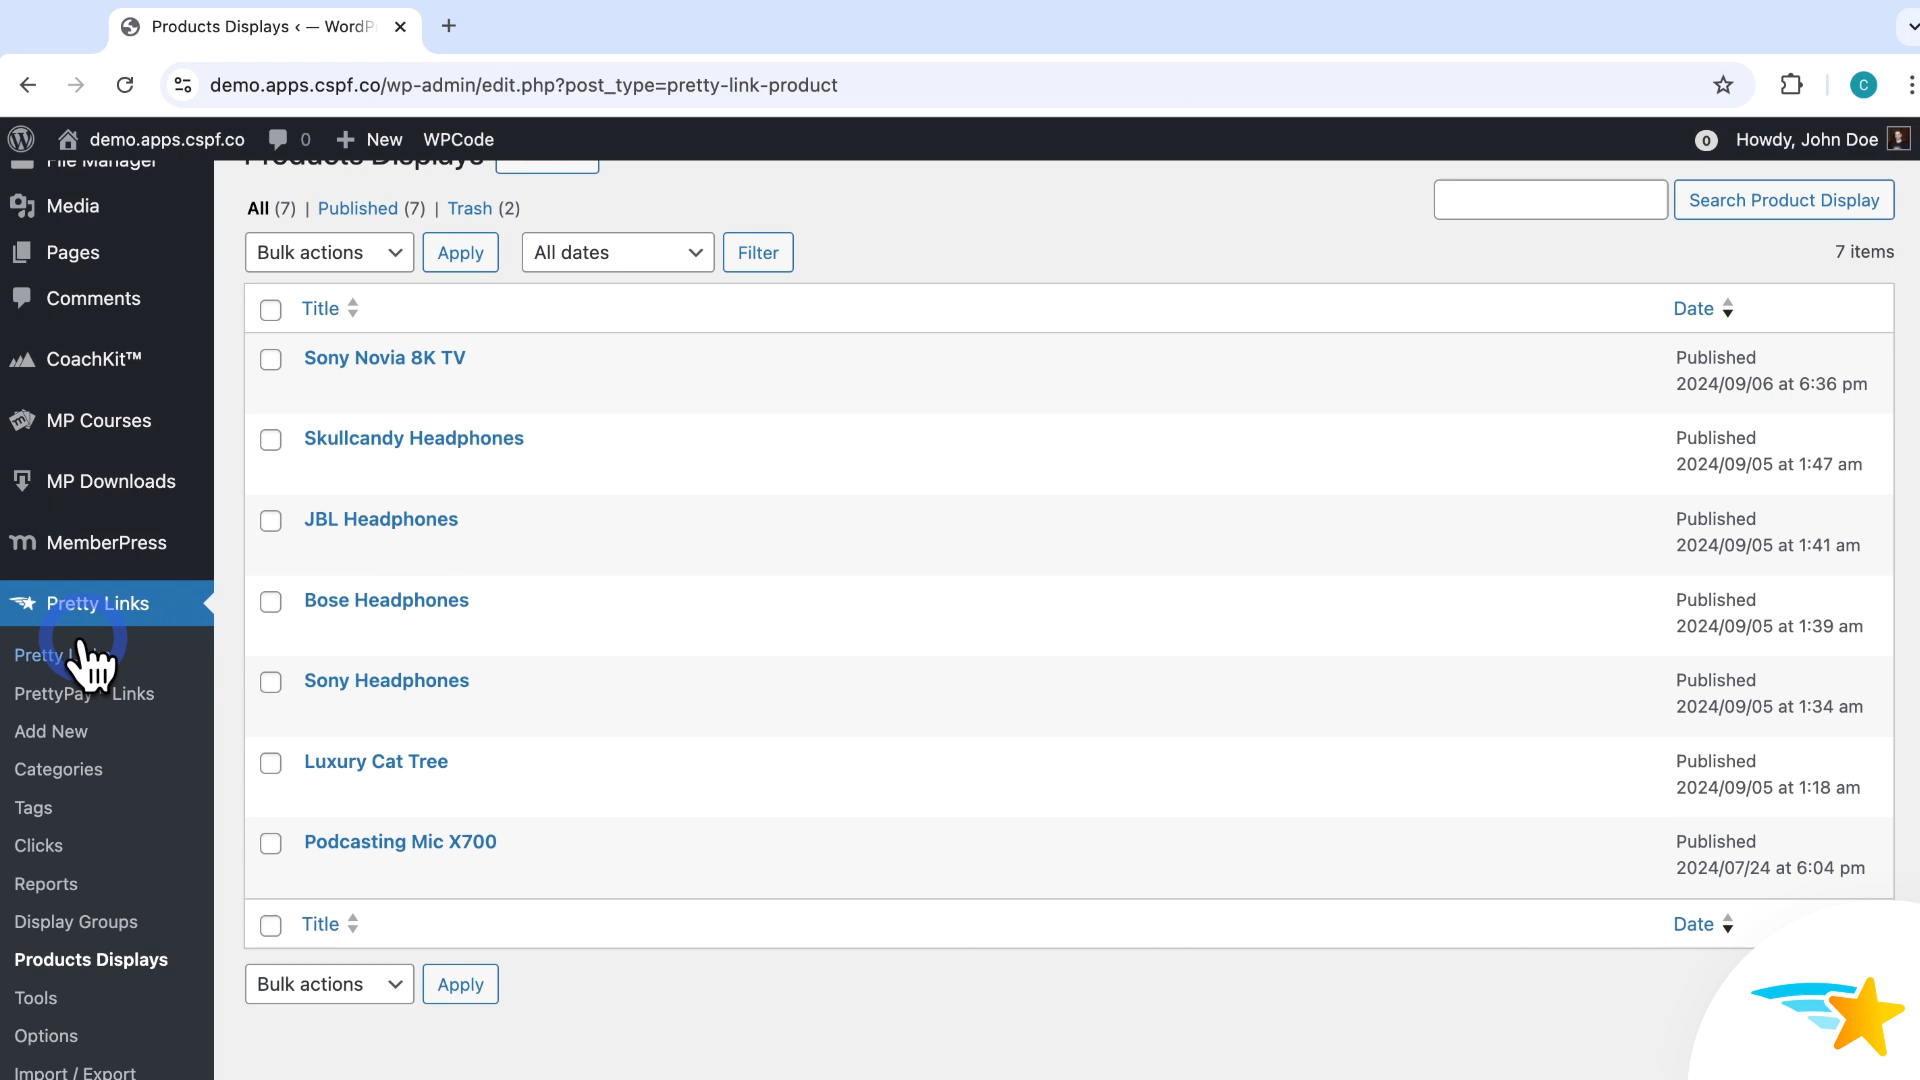 Products Displays ‹ — WordP
demo.apps.cspf.co/wp-admin/edit.php?post_type=pretty-link-product
C
demo.apps.cspf.co 0 New WPCode
0 Howdy, John Doe
File Manager
Media
Pages
Comments
CoachKit™
MP Courses
MP Downloads
MemberPress
Pretty Links
Pretty
PrettyPay Links
Add New
Categories
Tags
Clicks
Reports
Display Groups
Products Displays
Tools
Options
Import / Export
Products Displays
All (7) | Published (7) | Trash (2)
Search Product Display
Bulk actions Apply All dates Filter
7 items
Title Date
Sony Novia 8K TV Published
2024/09/06 at 6:36 pm
Skullcandy Headphones Published
2024/09/05 at 1:47 am
JBL Headphones Published
2024/09/05 at 1:41 am
Bose Headphones Published
2024/09/05 at 1:39 am
Sony Headphones Published
2024/09/05 at 1:34 am
Luxury Cat Tree Published
2024/09/05 at 1:18 am
Podcasting Mic X700 Published
2024/07/24 at 6:04 pm
Title Date
Bulk actions Apply